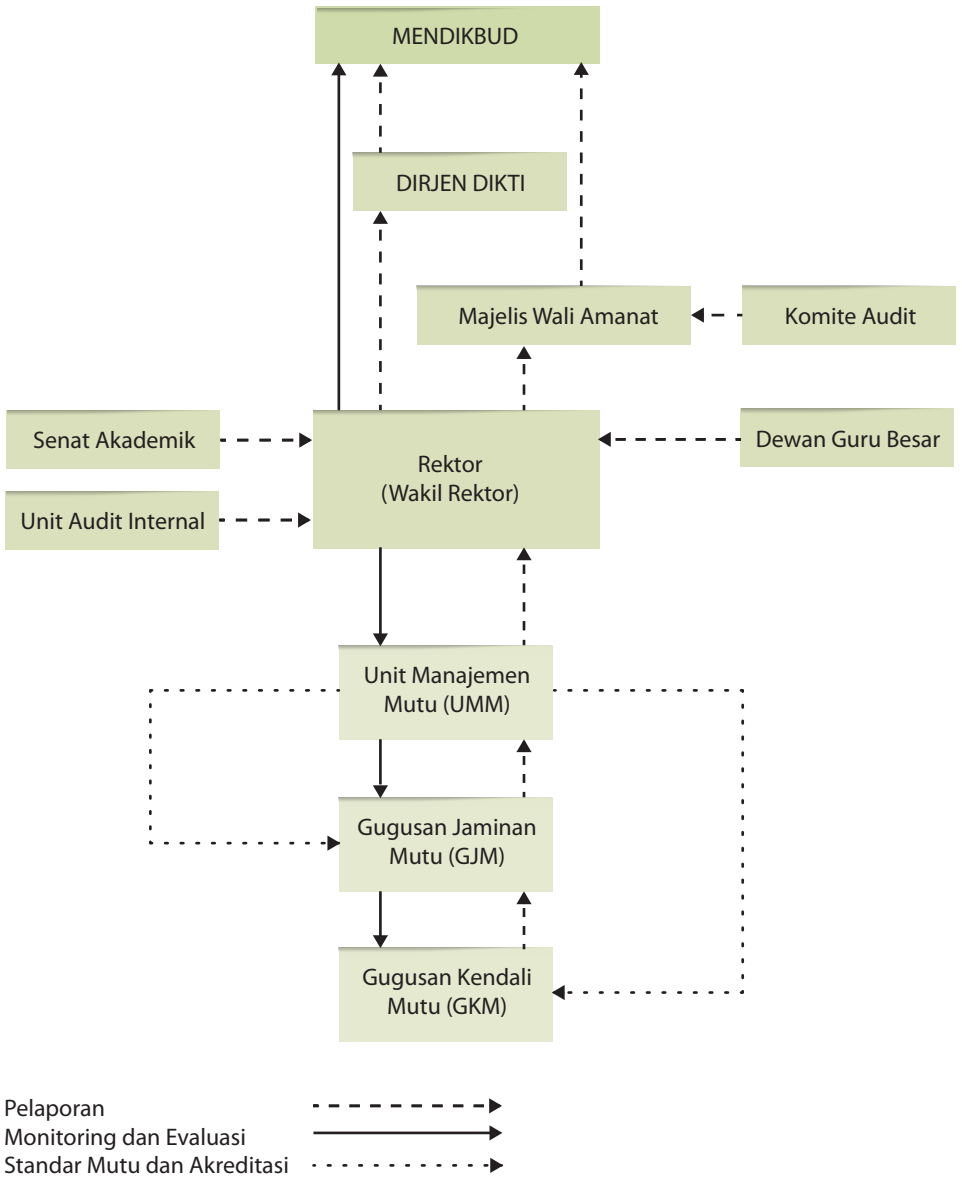 MENDIKBUD
DIRJEN DIKTI
Majelis Wali Amanat
Komite Audit
Senat Akademik
Rektor
(Wakil Rektor)
Dewan Guru Besar
Unit Audit Internal
Unit Manajemen
Mutu (UMM)
Gugusan Jaminan
Mutu (GJM)
Gugusan Kendali
Mutu (GKM)
Pelaporan
Monitoring dan Evaluasi
Standar Mutu dan Akreditasi